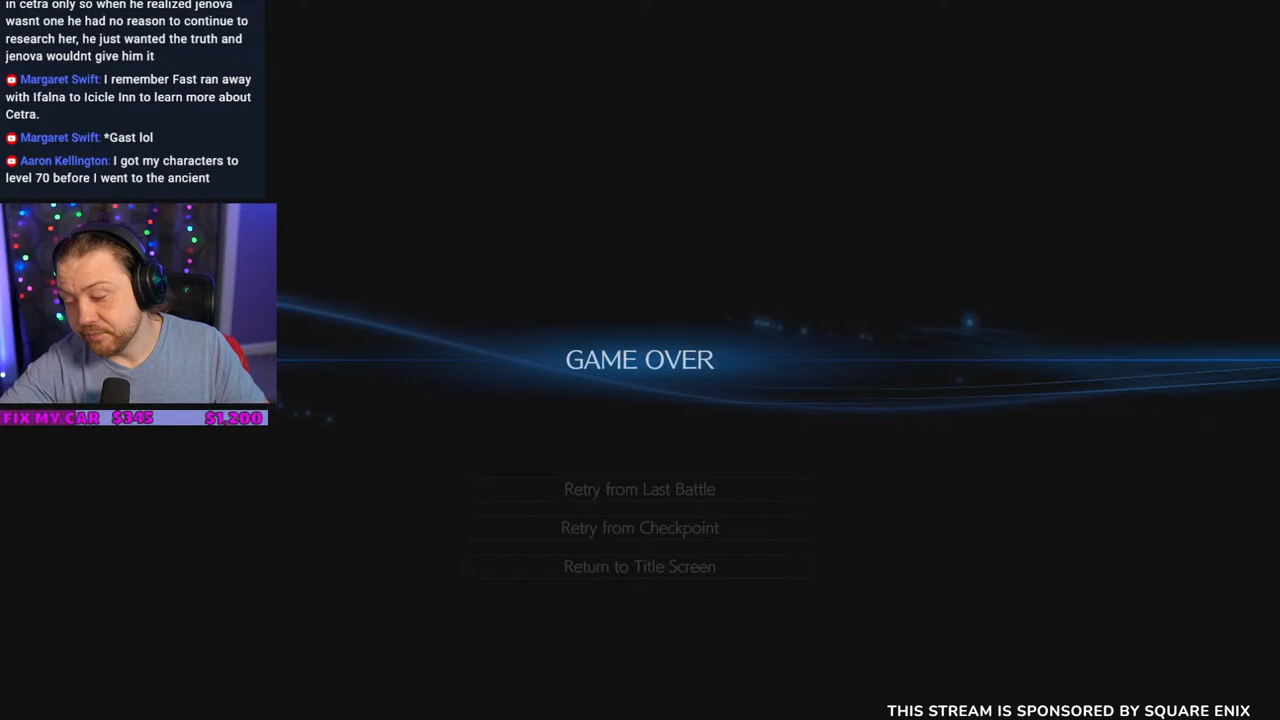 in cetra only so when he realized jenova
wasnt one he had no reason to continue to
research her, he just wanted the truth and
jenova wouldnt give him it
Margaret Swift: I remember Fast ran away
with Ifalna to Icicle Inn to learn more about
Cetra.
Margaret Swift: *Gast lol
Aaron Kellington: I got my characters to
level 70 before I went to the ancient
FIX MY CAR $345 $1,200
GAME OVER
Retry from Last Battle
Retry from Checkpoint
Return to Title Screen
THIS STREAM IS SPONSORED BY SQUARE ENIX